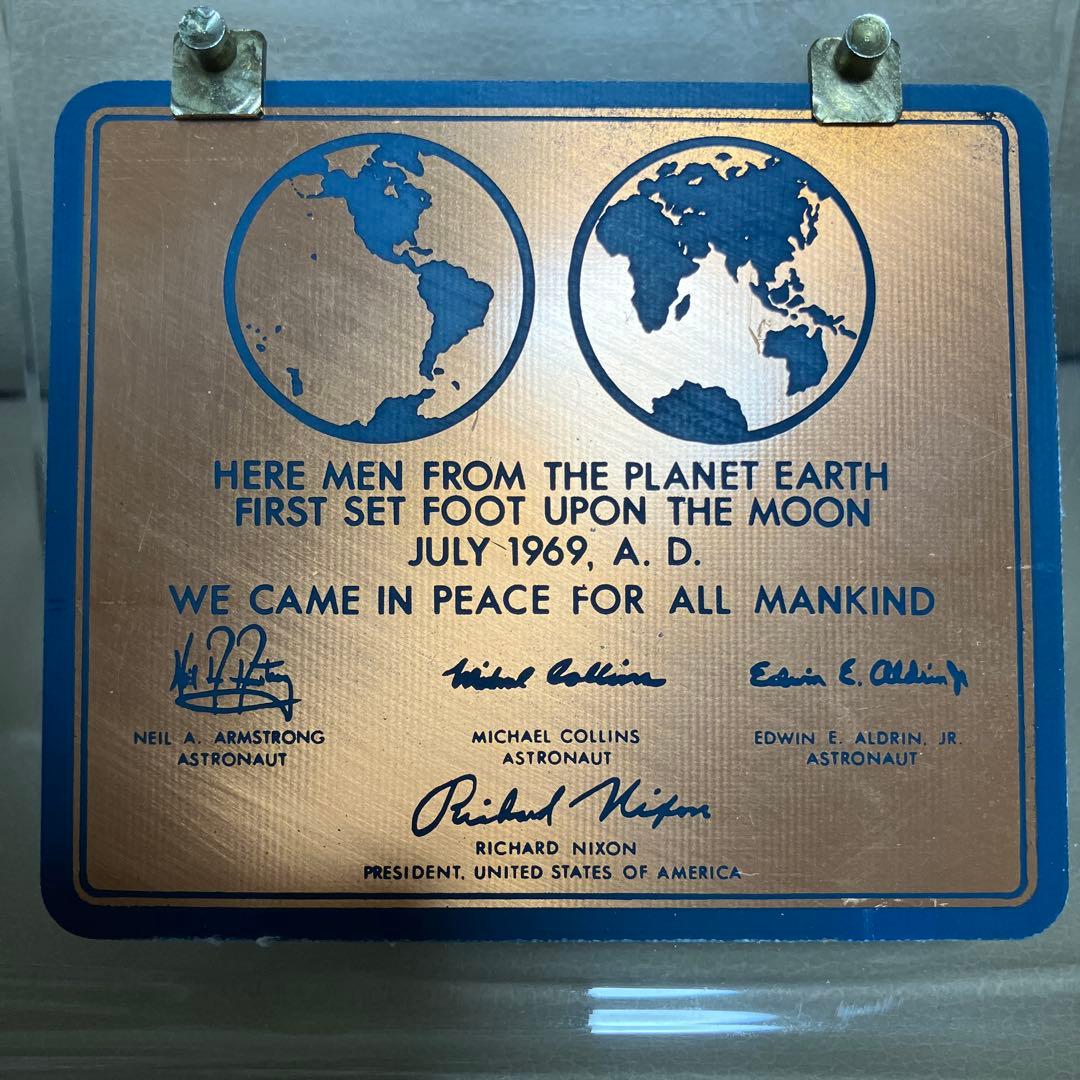 HERE MEN FROM THE PLANET EARTH
FIRST SET FOOT UPON THE MOON
JULY 1969, A. D.
WE CAME IN PEACE FOR ALL MANKIND
Neil A. Armstrong Michael Collins Edwin E. Aldrin Jr
NEIL A. ARMSTRONG MICHAEL COLLINS EDWIN E. ALDRIN, JR.
ASTRONAUT ASTRONAUT ASTRONAUT
Richard Nixon
RICHARD NIXON
PRESIDENT, UNITED STATES OF AMERICA